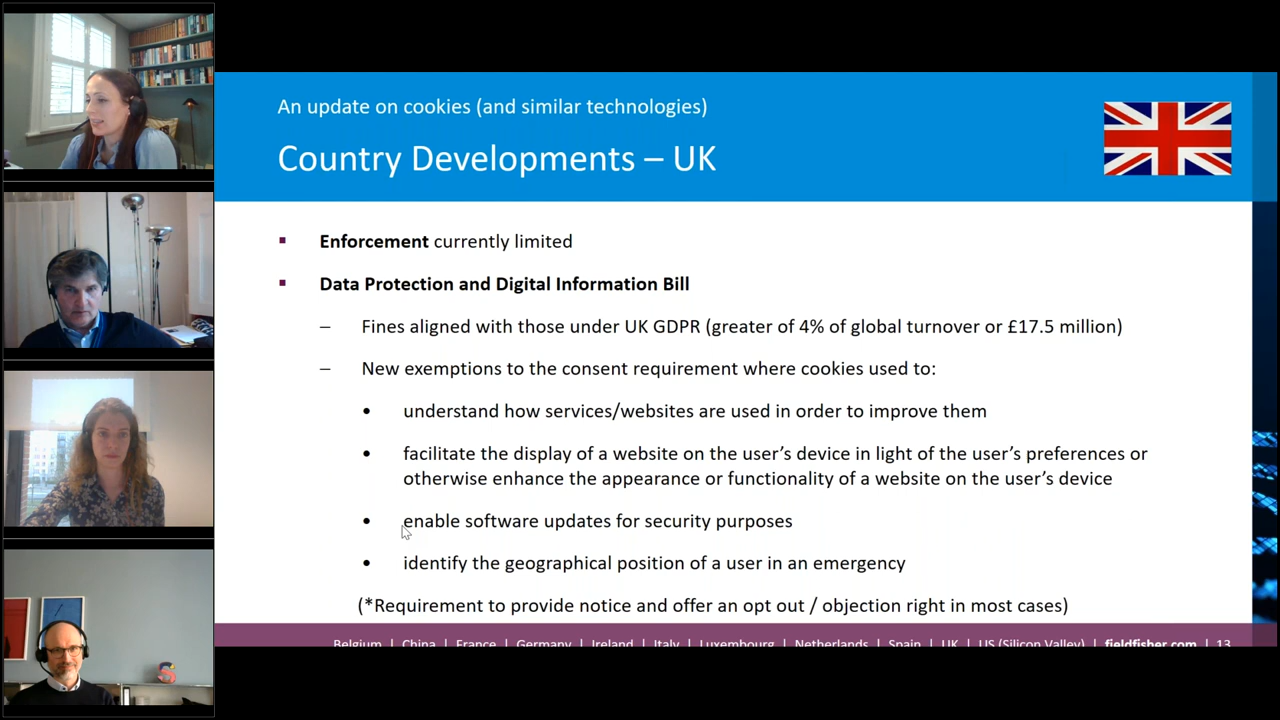 An update on cookies (and similar technologies)
Country Developments – UK
▪ Enforcement currently limited
▪ Data Protection and Digital Information Bill
– Fines aligned with those under UK GDPR (greater of 4% of global turnover or £17.5 million)
– New exemptions to the consent requirement where cookies used to:
• understand how services/websites are used in order to improve them
• facilitate the display of a website on the user’s device in light of the user’s preferences or
otherwise enhance the appearance or functionality of a website on the user’s device
• enable software updates for security purposes
• identify the geographical position of a user in an emergency
(*Requirement to provide notice and offer an opt out / objection right in most cases)
Belgium | China | France | Germany | Ireland | Italy | Luxembourg | Netherlands | Spain | UK | US (Silicon Valley) | fieldfisher.com | 13